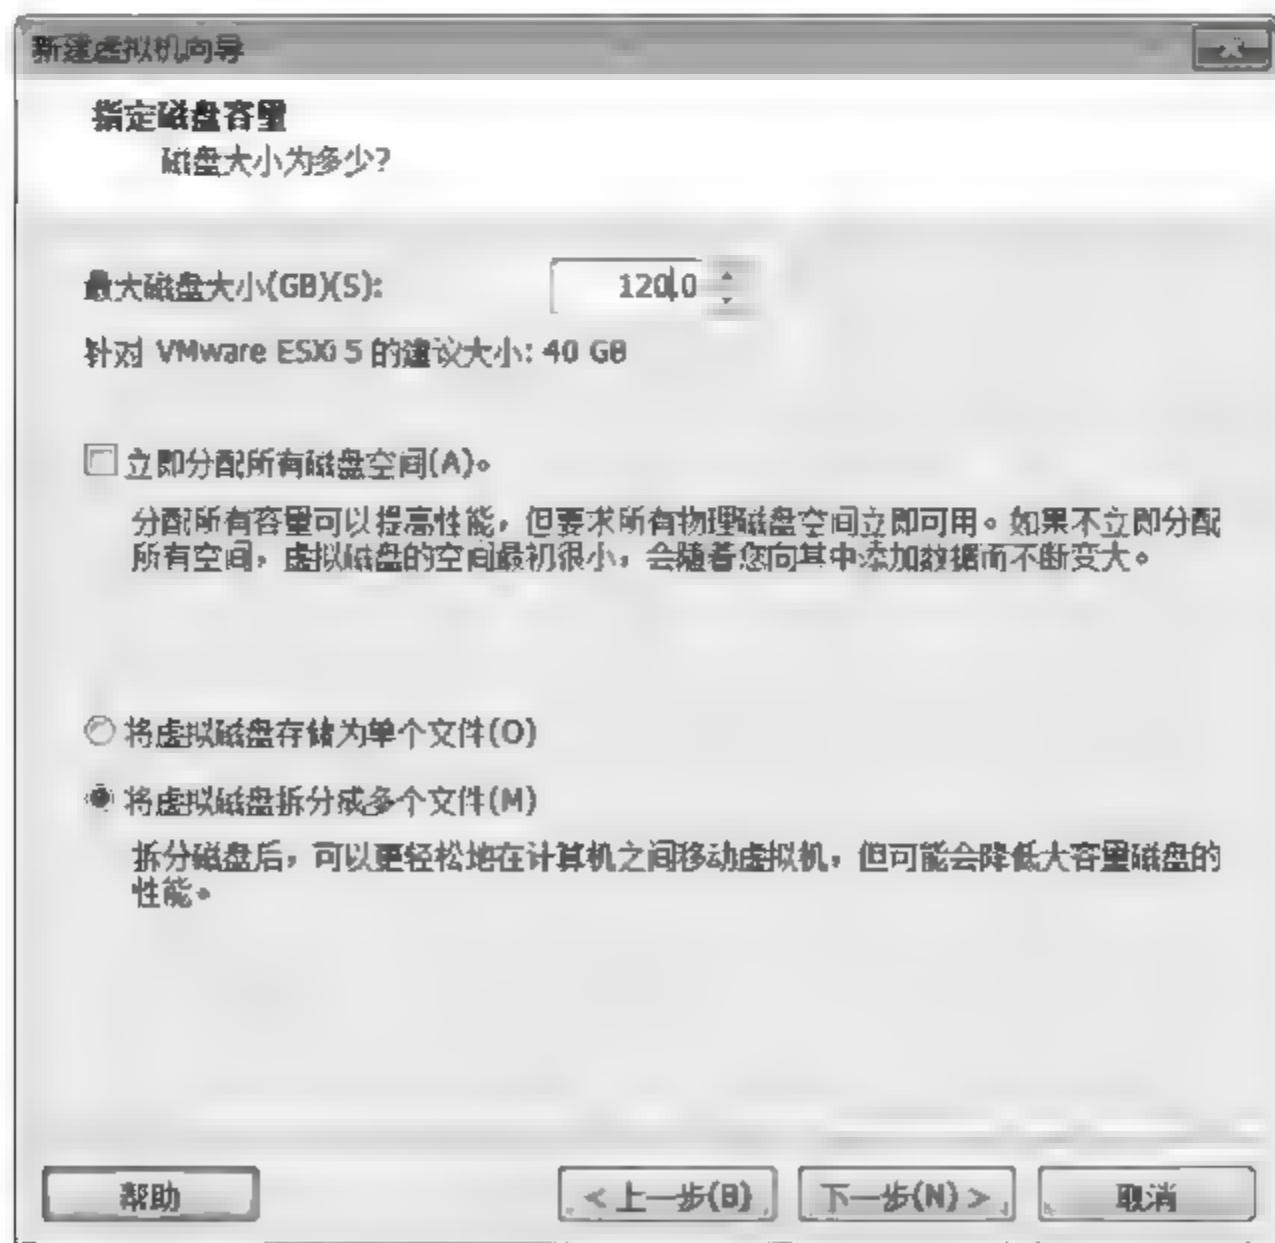 新建虚拟机向导
指定磁盘容量
磁盘大小为多少?
最大磁盘大小(GB)(S):
120.0
针对 VMware ESXi 5 的建议大小: 40 GB
立即分配所有磁盘空间(A)。
分配所有容量可以提高性能，但要求所有物理磁盘空间立即可用。如果不立即分配
所有空间，虚拟磁盘的空间最初很小，会随着您向其中添加数据而不断变大。
将虚拟磁盘存储为单个文件(O)
将虚拟磁盘拆分成多个文件(M)
拆分磁盘后，可以更轻松地在计算机之间移动虚拟机，但可能会降低大容量磁盘的
性能。
帮助
< 上一步(B)
下一步(N) >
取消